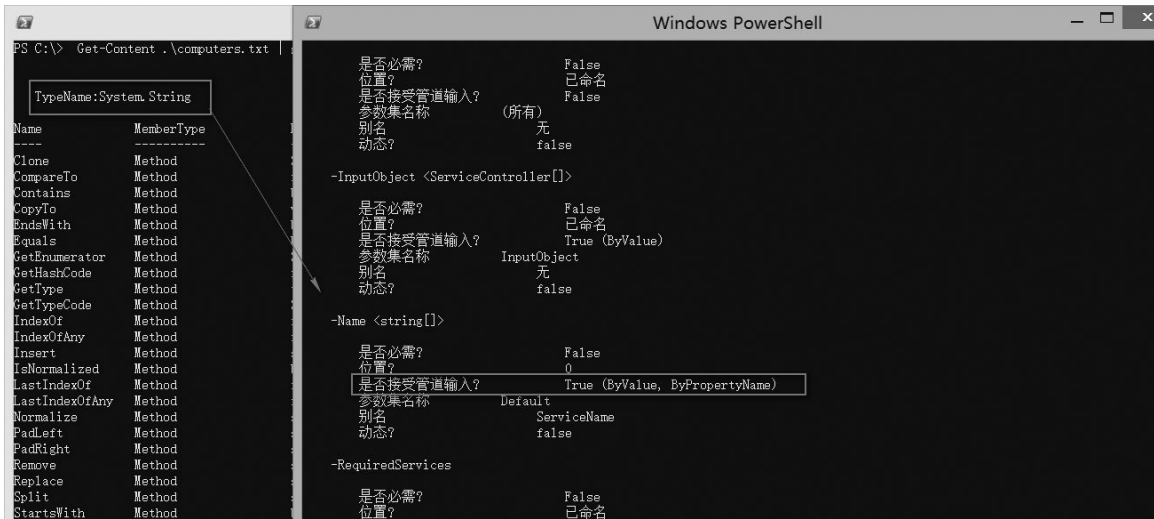 PS C:\> Get-Content .\computers.txt |
TypeName:System.String
Name MemberType
---- ----------
Clone Method
CompareTo Method
Contains Method
CopyTo Method
EndsWith Method
Equals Method
GetEnumerator Method
GetHashCode Method
GetType Method
GetTypeCode Method
IndexOf Method
IndexOfAny Method
Insert Method
IsNormalized Method
LastIndexOf Method
LastIndexOfAny Method
Normalize Method
PadLeft Method
PadRight Method
Remove Method
Replace Method
Split Method
StartsWith Method
Windows PowerShell
是否必需? False
位置? 已命名
是否接受管道输入? False
参数集名称 (所有)
别名 无
动态? false
-InputObject <ServiceController[]>
是否必需? False
位置? 已命名
是否接受管道输入? True (ByValue)
参数集名称 InputObject
别名 无
动态? false
-Name <string[]>
是否必需? False
位置? 0
是否接受管道输入? True (ByValue, ByPropertyName)
参数集名称 Default
别名 ServiceName
动态? false
-RequiredServices
是否必需? False
位置? 已命名